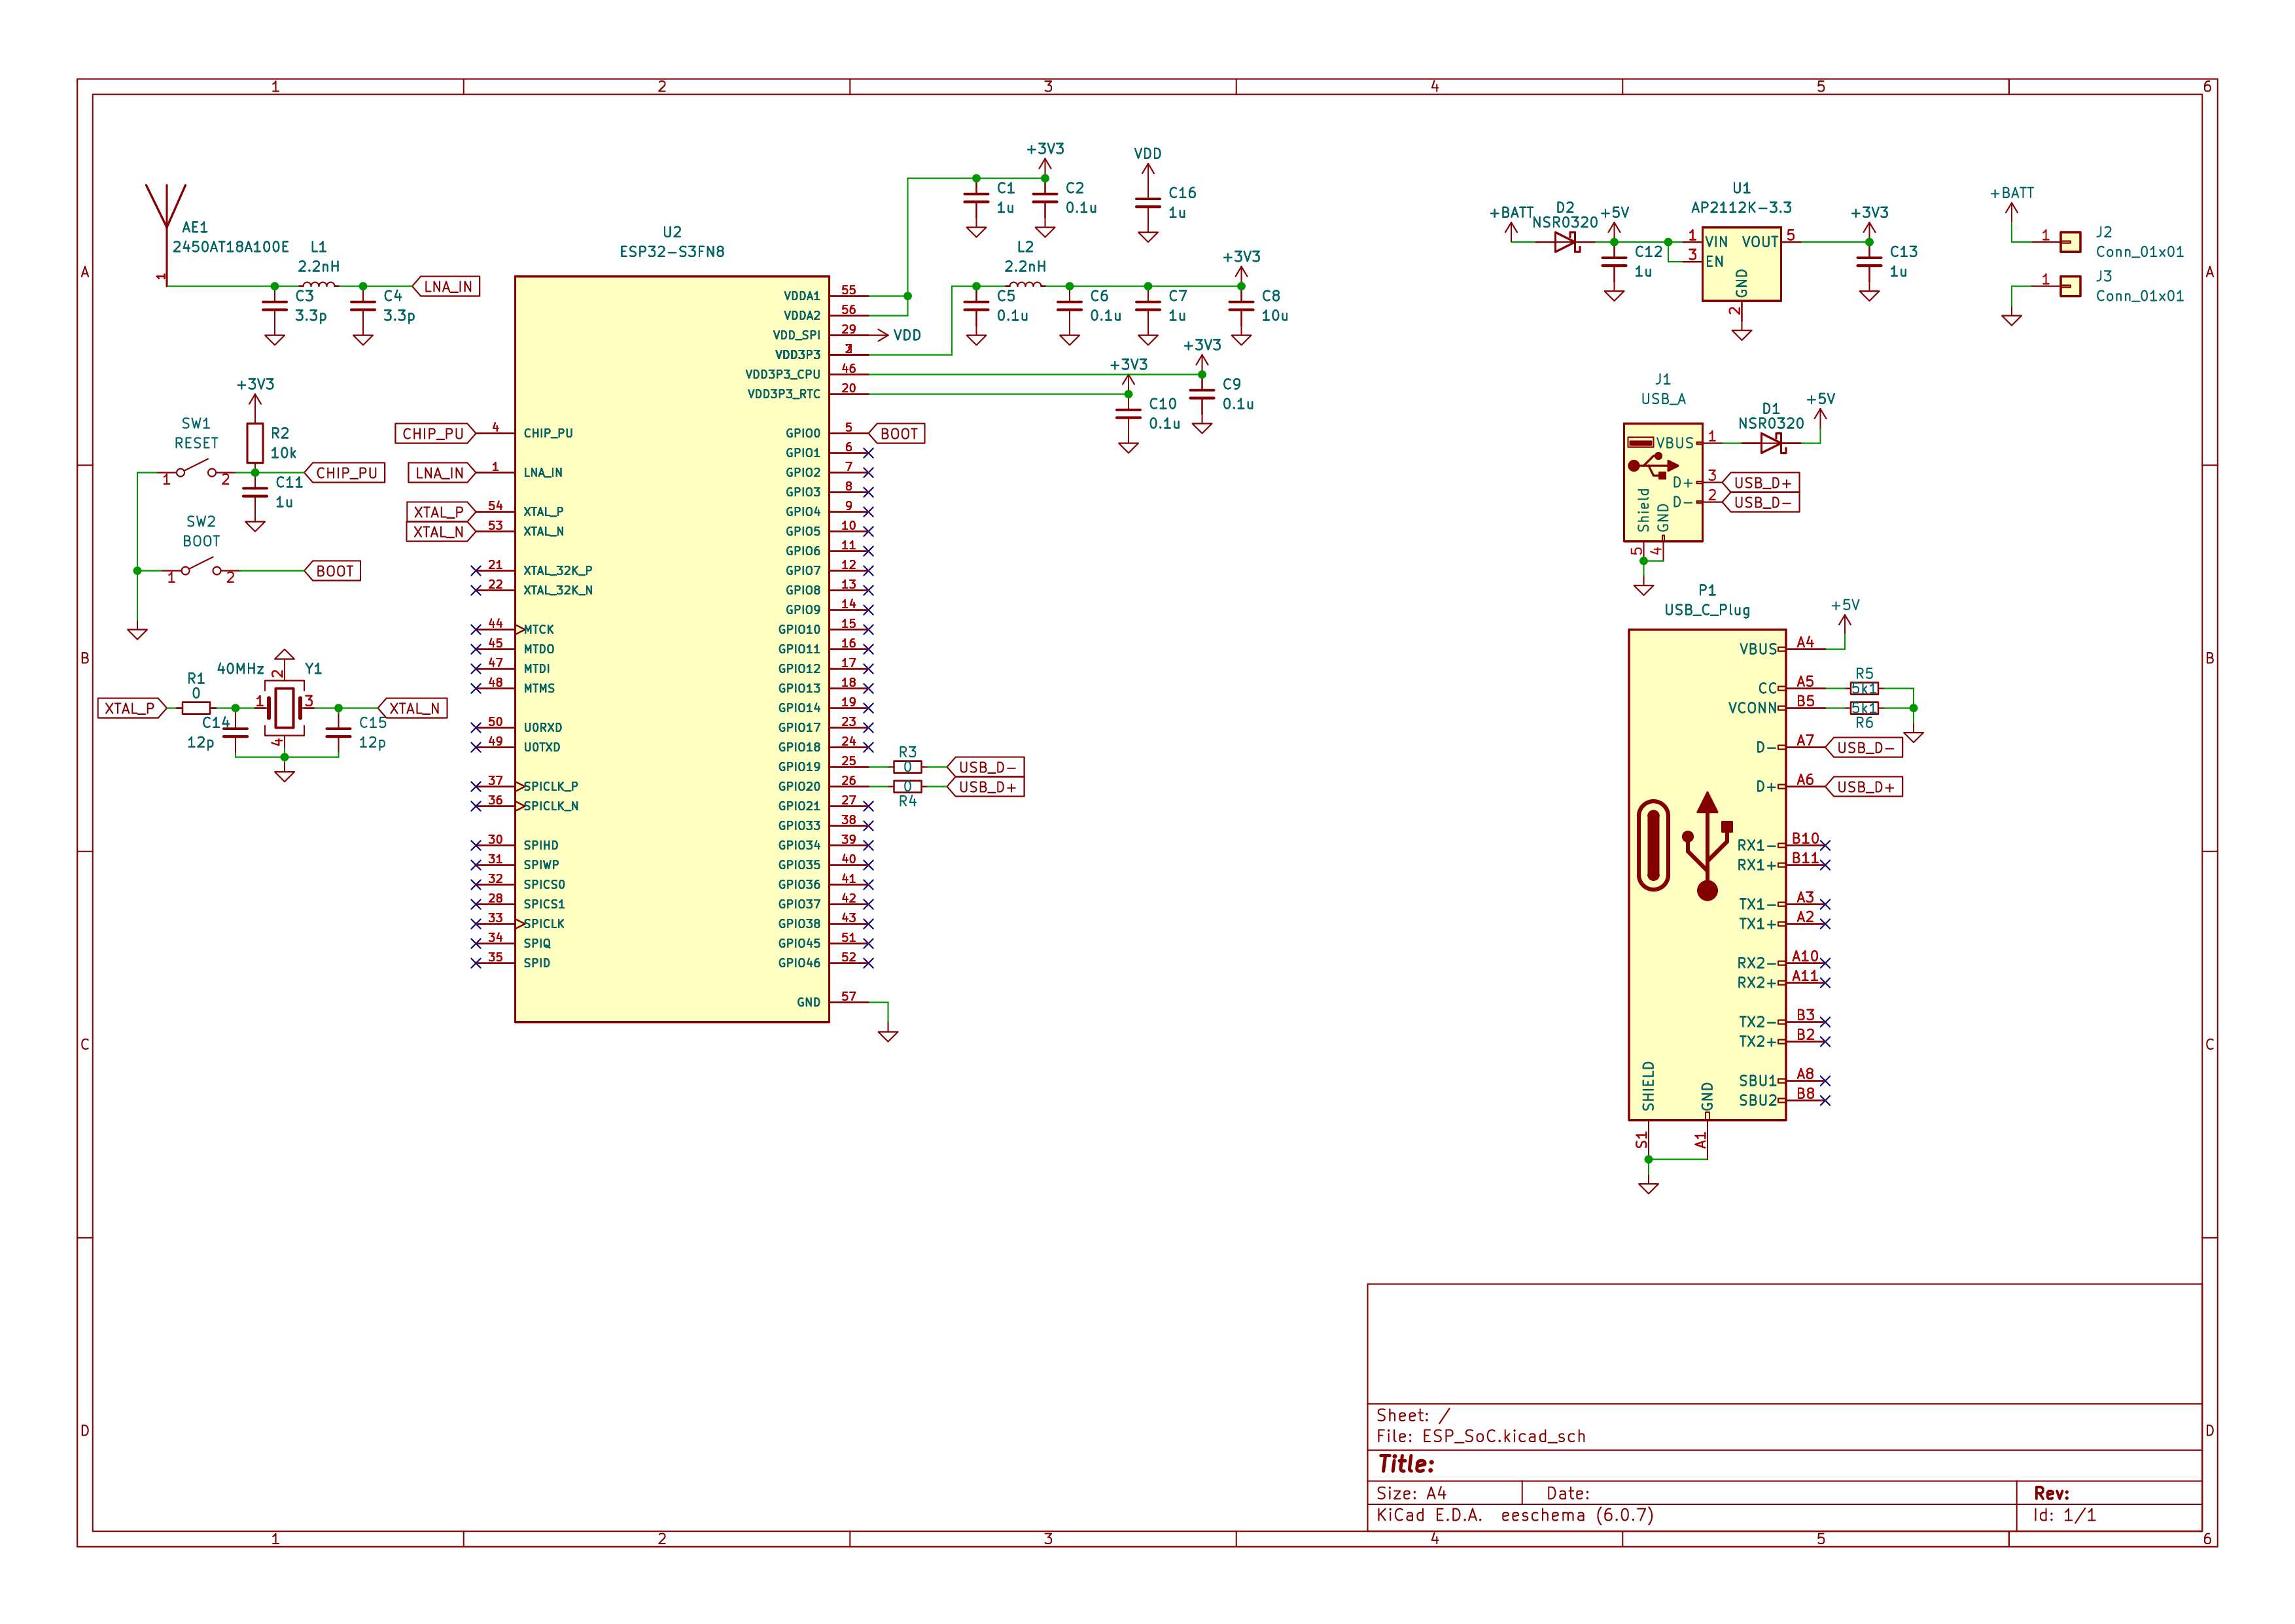 1 2 3 4 5 6
A
B
C
D
A
B
C
D
1 2 3 4 5 6
AE1
2450AT18A100E
1
L1
2.2nH
LNA_IN
C3
3.3p
C4
3.3p
+3V3
SW1
RESET
R2
10k
1 2
CHIP_PU
C11
1u
SW2
BOOT
1 2
BOOT
40MHz
Y1
R1
0
XTAL_P
1
2
3
4
XTAL_N
C14
12p
C15
12p
U2
ESP32-S3FN8
CHIP_PU 4 CHIP_PU
LNA_IN 1 LNA_IN
XTAL_P 54 XTAL_P
XTAL_N 53 XTAL_N
21 XTAL_32K_P
22 XTAL_32K_N
44 MTCK
45 MTDO
47 MTDI
48 MTMS
50 U0RXD
49 U0TXD
37 SPICLK_P
36 SPICLK_N
30 SPIHD
31 SPIWP
32 SPICS0
28 SPICS1
33 SPICLK
34 SPIQ
35 SPID
VDDA1 55
VDDA2 56
VDD_SPI 29 VDD
VDD3P3
VDD3P3_CPU 46
VDD3P3_RTC 20
GPIO0 5 BOOT
GPIO1 6
GPIO2 7
GPIO3 8
GPIO4 9
GPIO5 10
GPIO6 11
GPIO7 12
GPIO8 13
GPIO9 14
GPIO10 15
GPIO11 16
GPIO12 17
GPIO13 18
GPIO14 19
GPIO17 23
GPIO18 24
GPIO19 25
GPIO20 26
GPIO21 27
GPIO33 38
GPIO34 39
GPIO35 40
GPIO36 41
GPIO37 42
GPIO38 43
GPIO45 51
GPIO46 52
GND 57
R3
0
USB_D-
0
USB_D+
R4
+3V3
C1
1u
C2
0.1u
VDD
C16
1u
L2
2.2nH
+3V3
C5
0.1u
C6
0.1u
C7
1u
C8
10u
+3V3
C9
0.1u
+3V3
C10
0.1u
+BATT
D2
NSR0320
+5V
C12
1u
U1
AP2112K-3.3
1 VIN
3 EN
VOUT 5
GND
2
+3V3
C13
1u
+BATT
1
J2
Conn_01x01
1
J3
Conn_01x01
J1
USB_A
VBUS 1
D+ 3 USB_D+
D- 2 USB_D-
Shield
GND
5
4
D1
NSR0320
+5V
P1
USB_C_Plug
+5V
VBUS A4
CC A5
VCONN B5
R5
5k1
5k1
R6
D- A7 USB_D-
D+ A6 USB_D+
RX1- B10
RX1+ B11
TX1- A3
TX1+ A2
RX2- A10
RX2+ A11
TX2- B3
TX2+ B2
SBU1 A8
SBU2 B8
SHIELD
GND
S1
A1
Sheet: /
File: ESP_SoC.kicad_sch
Title:
Size: A4 Date: Rev:
KiCad E.D.A. eeschema (6.0.7) Id: 1/1